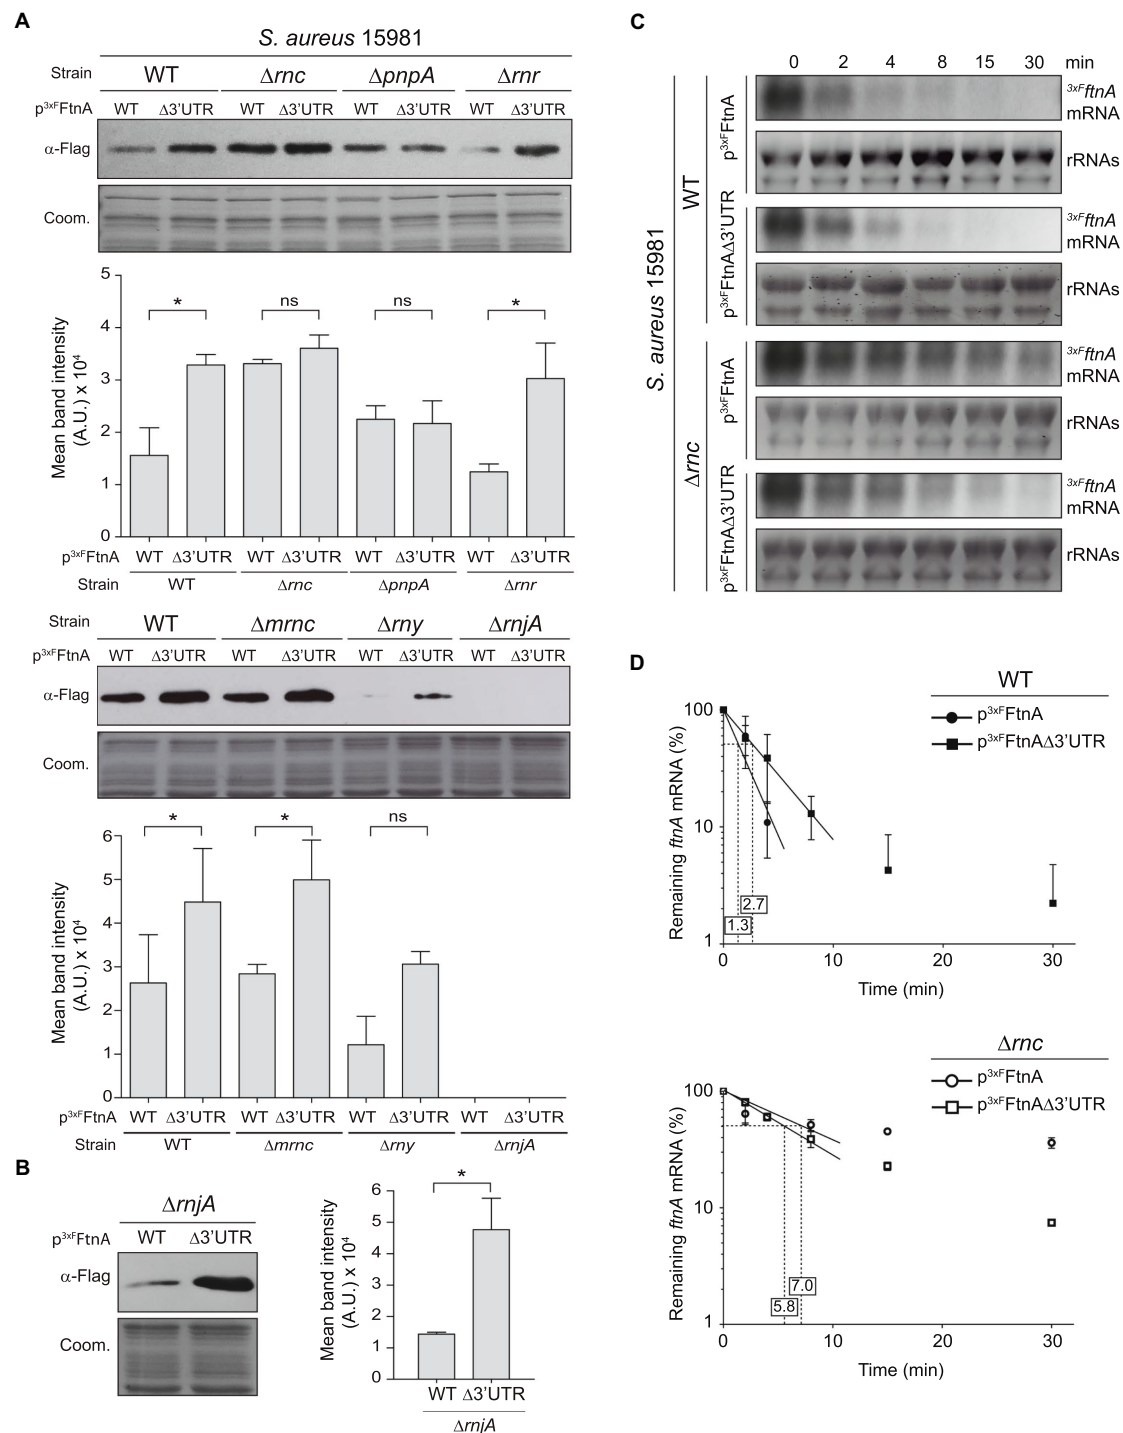 A
S. aureus 15981
Strain WT Δrnc ΔpnpA Δrnr
p3xFFtnA WT Δ3'UTR WT Δ3'UTR WT Δ3'UTR WT Δ3'UTR
α-Flag
Coom.
Mean band intensity
(A.U.) x 10⁴
5
4
3
2
1
0
* ns ns *
p3xFFtnA WT Δ3'UTR WT Δ3'UTR WT Δ3'UTR WT Δ3'UTR
Strain WT Δrnc ΔpnpA Δrnr
Strain WT Δmrnc Δrny ΔrnjA
p3xFFtnA WT Δ3'UTR WT Δ3'UTR WT Δ3'UTR WT Δ3'UTR
α-Flag
Coom.
Mean band intensity
(A.U.) x 10⁴
6
5
4
3
2
1
0
* * ns
p3xFFtnA WT Δ3'UTR WT Δ3'UTR WT Δ3'UTR WT Δ3'UTR
Strain WT Δmrnc Δrny ΔrnjA
B
ΔrnjA
p3xFFtnA WT Δ3'UTR
α-Flag
Coom.
Mean band intensity
(A.U.) x 10⁴
6
5
4
3
2
1
0
*
WT Δ3'UTR
ΔrnjA
C
0 2 4 8 15 30 min
S. aureus 15981
WT
p3xFFtnA
3xFftnA
mRNA
rRNAs
p3xFFtnAΔ3'UTR
3xFftnA
mRNA
rRNAs
Δrnc
p3xFFtnA
3xFftnA
mRNA
rRNAs
p3xFFtnAΔ3'UTR
3xFftnA
mRNA
rRNAs
D
WT
p3xFFtnA
p3xFFtnAΔ3'UTR
Remaining ftnA mRNA (%)
100
10
1
2.7
1.3
0 10 20 30
Time (min)
Δrnc
p3xFFtnA
p3xFFtnAΔ3'UTR
Remaining ftnA mRNA (%)
100
10
1
7.0
5.8
0 10 20 30
Time (min)